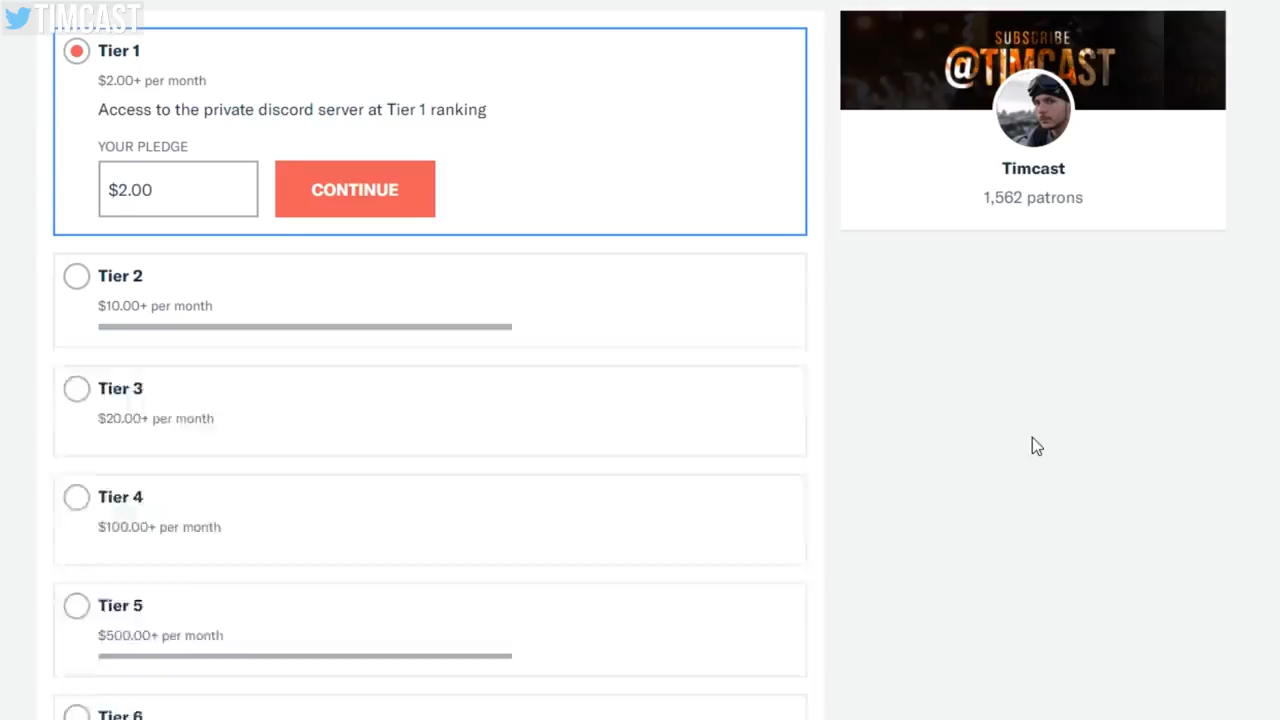 TIMCAST
Tier 1
$2.00+ per month
Access to the private discord server at Tier 1 ranking
YOUR PLEDGE
$2.00
CONTINUE
Tier 2
$10.00+ per month
Tier 3
$20.00+ per month
Tier 4
$100.00+ per month
Tier 5
$500.00+ per month
Tier 6
SUBSCRIBE
@TIMCAST
Timcast
1,562 patrons